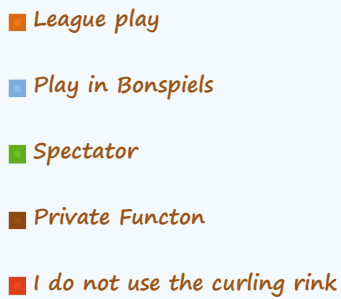 League play
Play in Bonspiels
Spectator
Private Functon
I do not use the curling rink